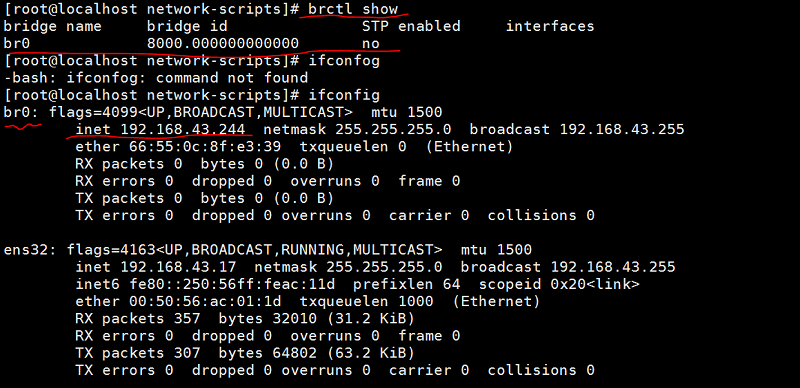 [root@localhost network-scripts]# brctl show
bridge name     bridge id               STP enabled     interfaces
br0             8000.000000000000       no
[root@localhost network-scripts]# ifconfog
-bash: ifconfog: command not found
[root@localhost network-scripts]# ifconfig
br0: flags=4099<UP,BROADCAST,MULTICAST>  mtu 1500
        inet 192.168.43.244  netmask 255.255.255.0  broadcast 192.168.43.255
        ether 66:55:0c:8f:e3:39  txqueuelen 0  (Ethernet)
        RX packets 0  bytes 0 (0.0 B)
        RX errors 0  dropped 0  overruns 0  frame 0
        TX packets 0  bytes 0 (0.0 B)
        TX errors 0  dropped 0 overruns 0  carrier 0  collisions 0

ens32: flags=4163<UP,BROADCAST,RUNNING,MULTICAST>  mtu 1500
        inet 192.168.43.17  netmask 255.255.255.0  broadcast 192.168.43.255
        inet6 fe80::250:56ff:feac:11d  prefixlen 64  scopeid 0x20<link>
        ether 00:50:56:ac:01:1d  txqueuelen 1000  (Ethernet)
        RX packets 357  bytes 32010 (31.2 KiB)
        RX errors 0  dropped 0  overruns 0  frame 0
        TX packets 307  bytes 64802 (63.2 KiB)
        TX errors 0  dropped 0 overruns 0  carrier 0  collisions 0